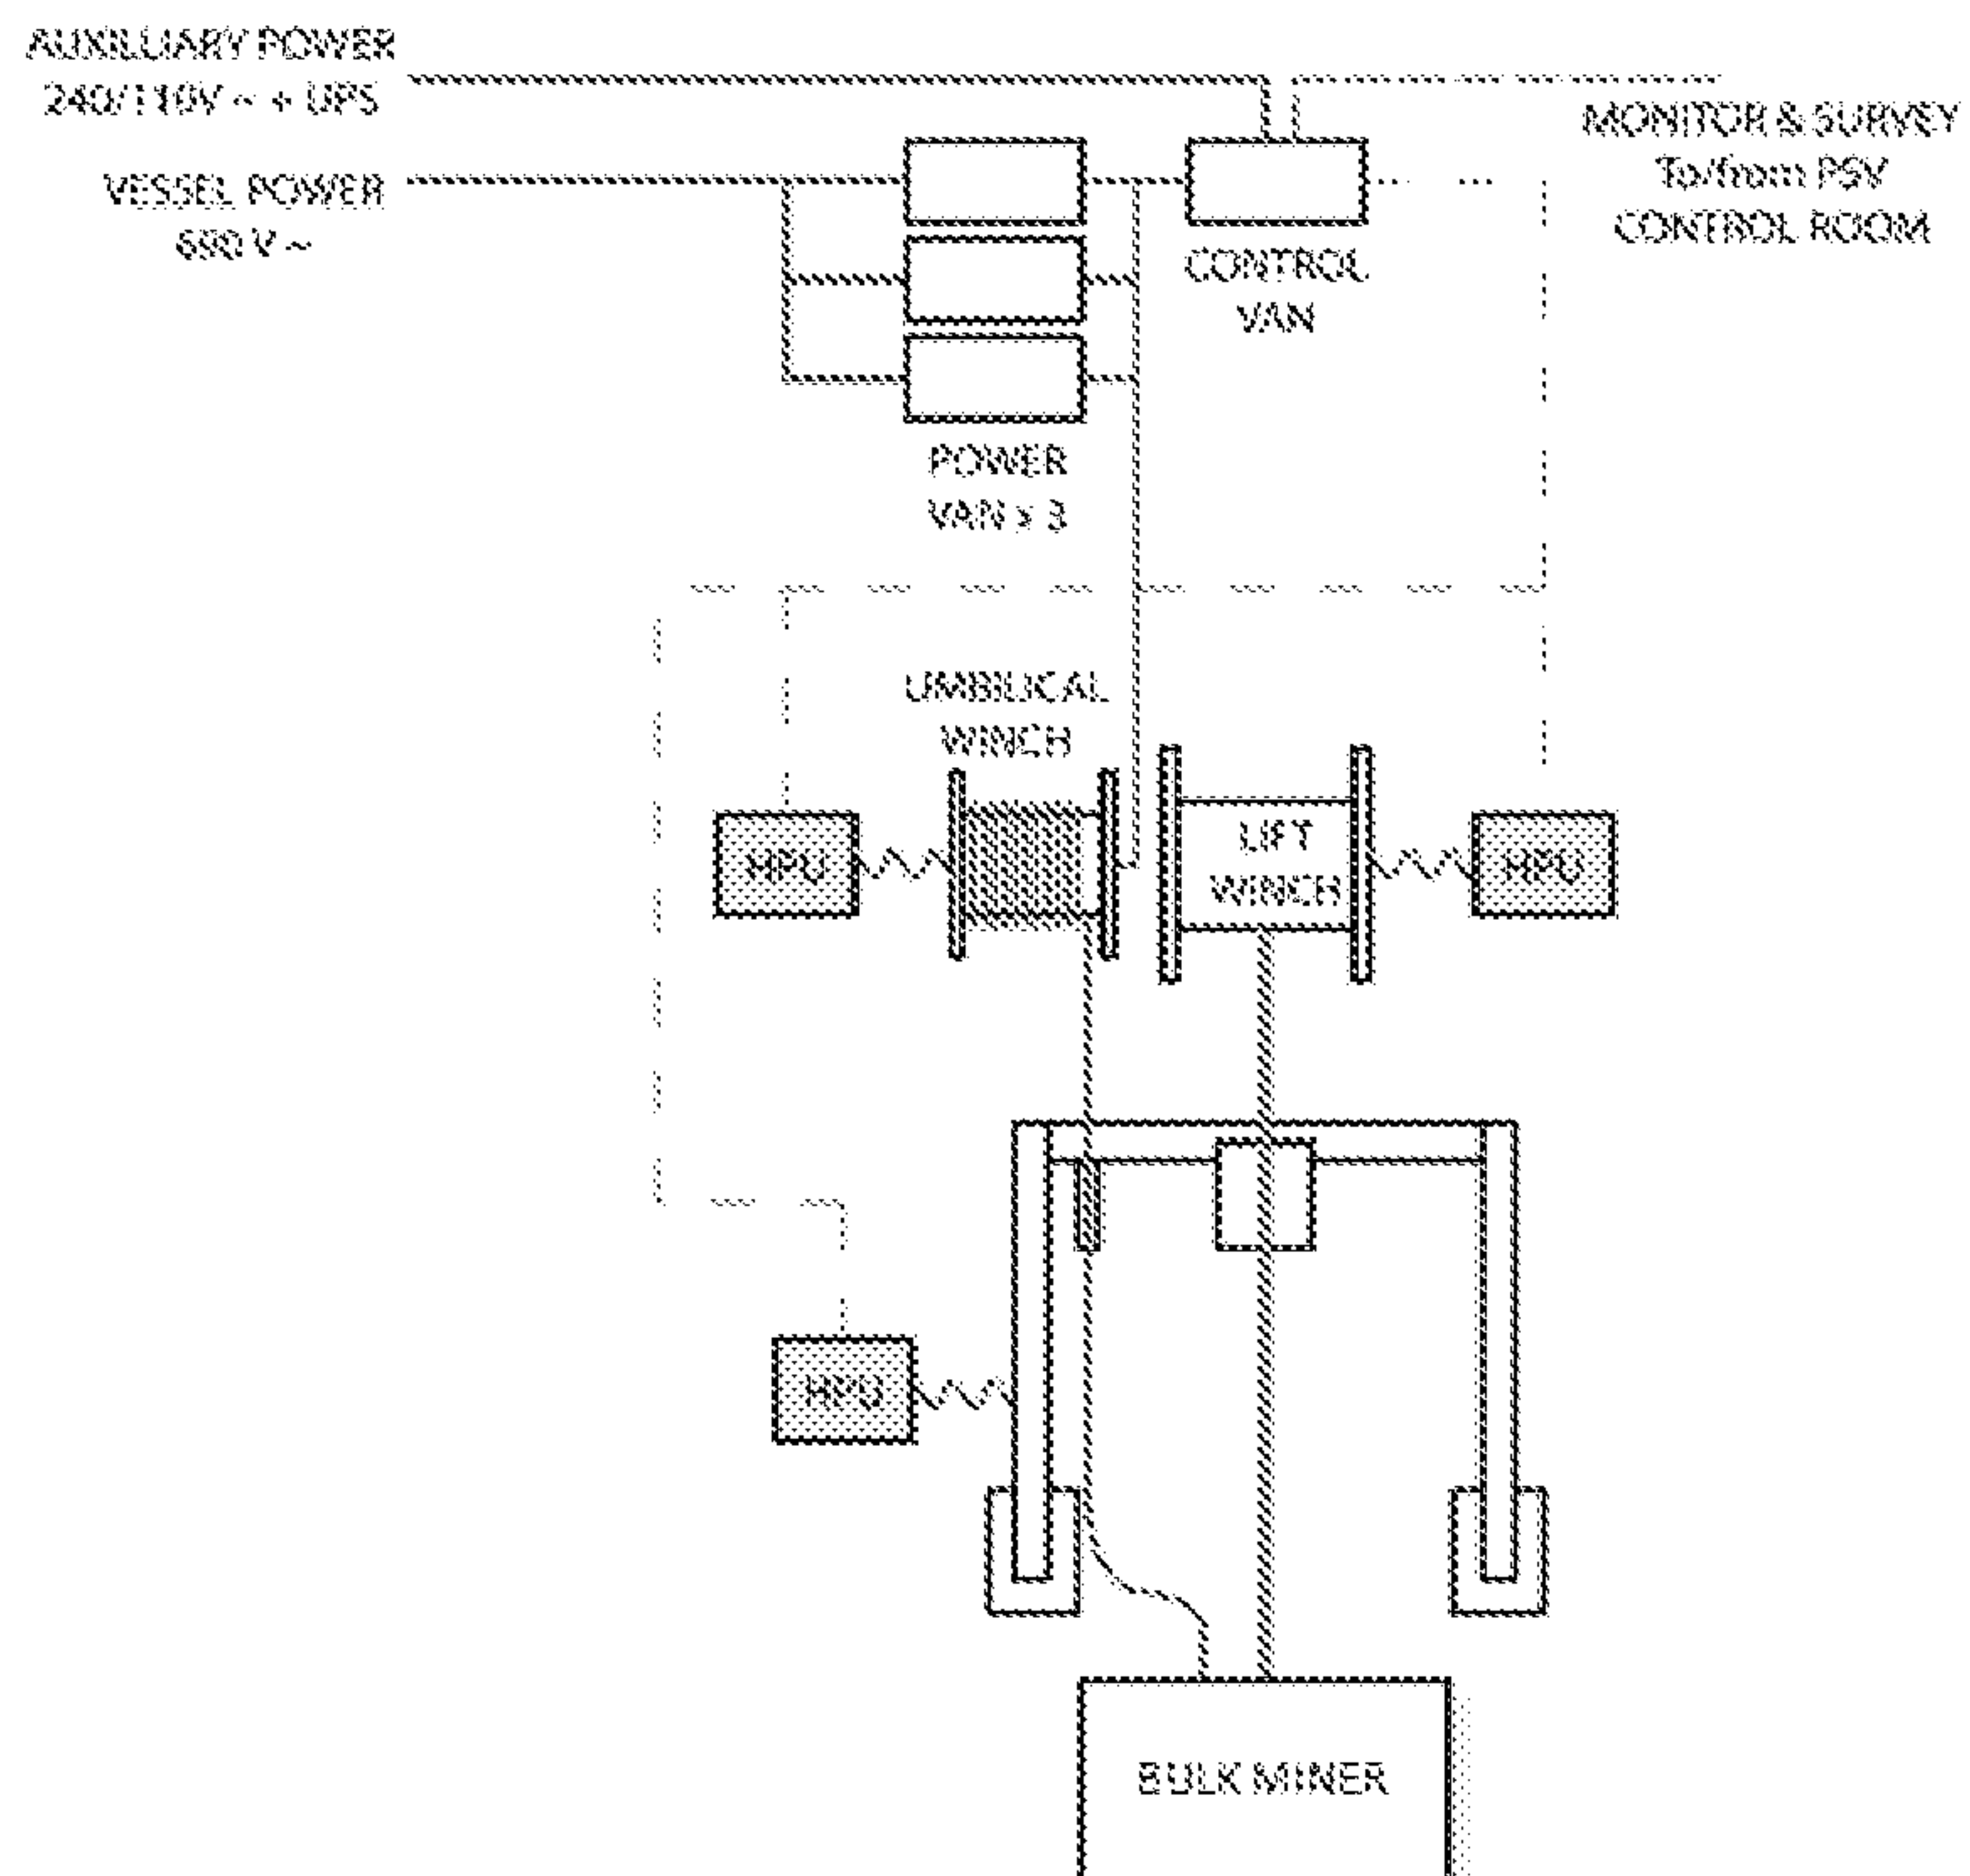 AUXILLIARY POWER
240/110V ~ + UPS
VESSEL POWER
690 V ~
MONITOR & SURVEY
To/from PSV
CONTROL ROOM
CONTROL
VAN
POWER
VAN x 3
UMBILICAL
WINCH
HPU
LIFT
WINCH
HPU
HPU
BULK MINER